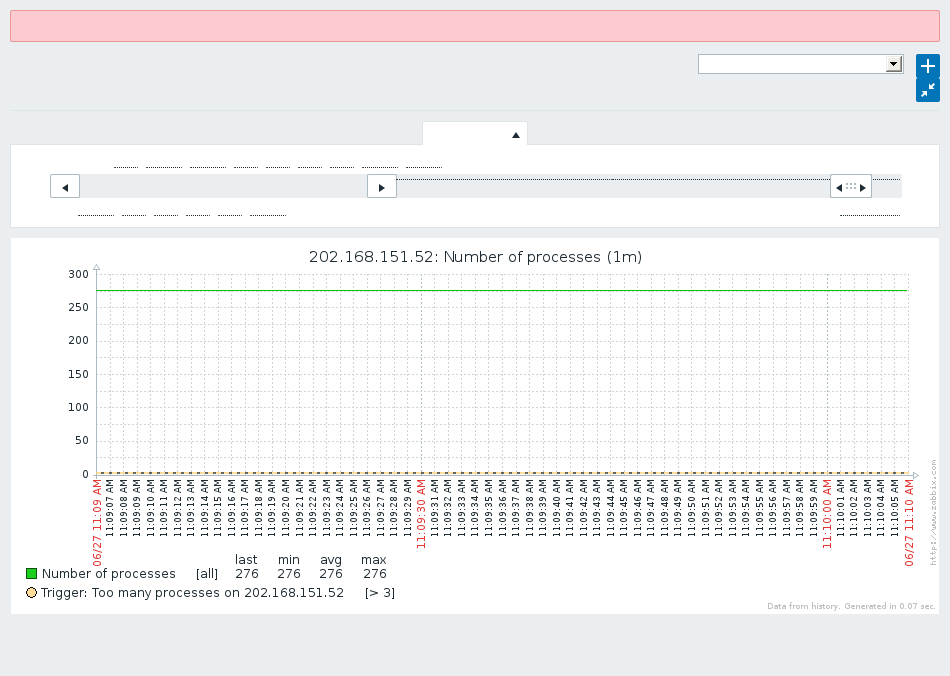 202.168.151.52: Number of processes (1m)
300
250
200
150
100
50
0
06/27 11:09 AM
11:09:07 AM
11:09:08 AM
11:09:09 AM
11:09:10 AM
11:09:11 AM
11:09:12 AM
11:09:13 AM
11:09:14 AM
11:09:15 AM
11:09:16 AM
11:09:17 AM
11:09:18 AM
11:09:19 AM
11:09:20 AM
11:09:21 AM
11:09:22 AM
11:09:23 AM
11:09:24 AM
11:09:25 AM
11:09:26 AM
11:09:27 AM
11:09:28 AM
11:09:29 AM
11:09:30 AM
11:09:31 AM
11:09:32 AM
11:09:33 AM
11:09:34 AM
11:09:35 AM
11:09:36 AM
11:09:37 AM
11:09:38 AM
11:09:39 AM
11:09:40 AM
11:09:41 AM
11:09:42 AM
11:09:43 AM
11:09:44 AM
11:09:45 AM
11:09:46 AM
11:09:47 AM
11:09:48 AM
11:09:49 AM
11:09:50 AM
11:09:51 AM
11:09:52 AM
11:09:53 AM
11:09:54 AM
11:09:55 AM
11:09:56 AM
11:09:57 AM
11:09:58 AM
11:09:59 AM
11:10:00 AM
11:10:01 AM
11:10:02 AM
11:10:03 AM
11:10:04 AM
11:10:05 AM
06/27 11:10 AM
http://www.zabbix.com
last min avg max
Number of processes [all] 276 276 276 276
Trigger: Too many processes on 202.168.151.52 [> 3]
Data from history. Generated in 0.07 sec.